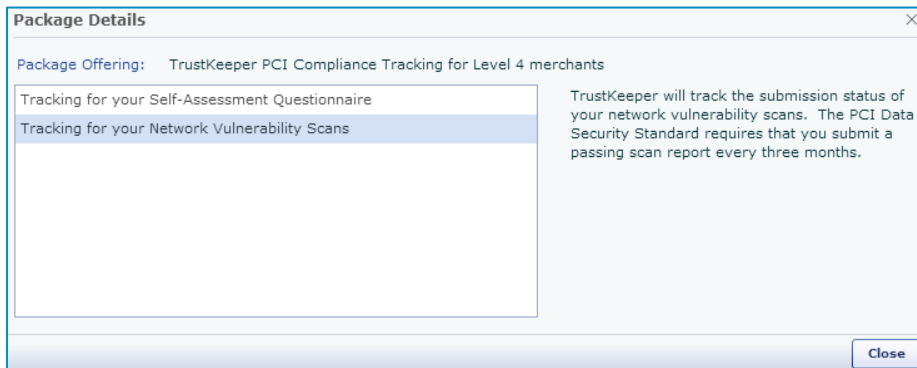 Package Details
Package Offering: TrustKeeper PCI Compliance Tracking for Level 4 merchants
Tracking for your Self-Assessment Questionnaire
Tracking for your Network Vulnerability Scans
TrustKeeper will track the submission status of
your network vulnerability scans. The PCI Data
Security Standard requires that you submit a
passing scan report every three months.
Close